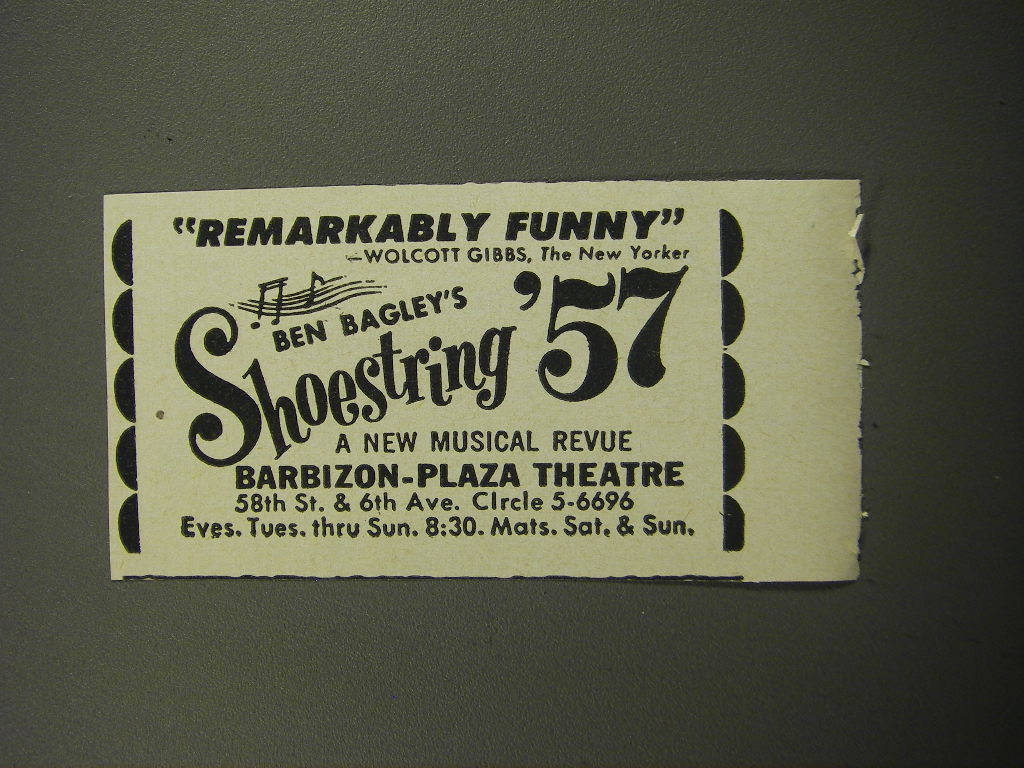 “REMARKABLY FUNNY”
—WOLCOTT GIBBS, The New Yorker
BEN BAGLEY'S
Shoestring '57
A NEW MUSICAL REVUE
BARBIZON-PLAZA THEATRE
58th St. & 6th Ave. CIrcle 5-6696
Eves. Tues. thru Sun. 8:30. Mats. Sat. & Sun.